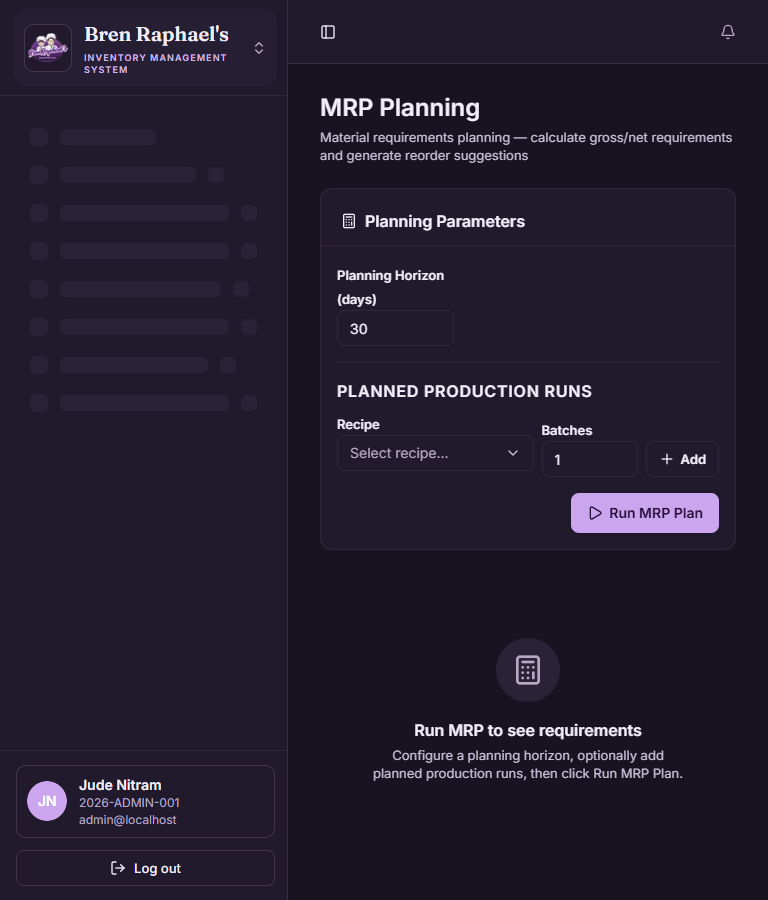 Bren Raphael's
INVENTORY MANAGEMENT
SYSTEM
MRP Planning
Material requirements planning — calculate gross/net requirements
and generate reorder suggestions
Planning Parameters
Planning Horizon
(days)
30
PLANNED PRODUCTION RUNS
Recipe
Batches
Select recipe...
1
Add
Run MRP Plan
Run MRP to see requirements
Configure a planning horizon, optionally add
planned production runs, then click Run MRP Plan.
Jude Nitram
JN
2026-ADMIN-001
admin@localhost
Log out